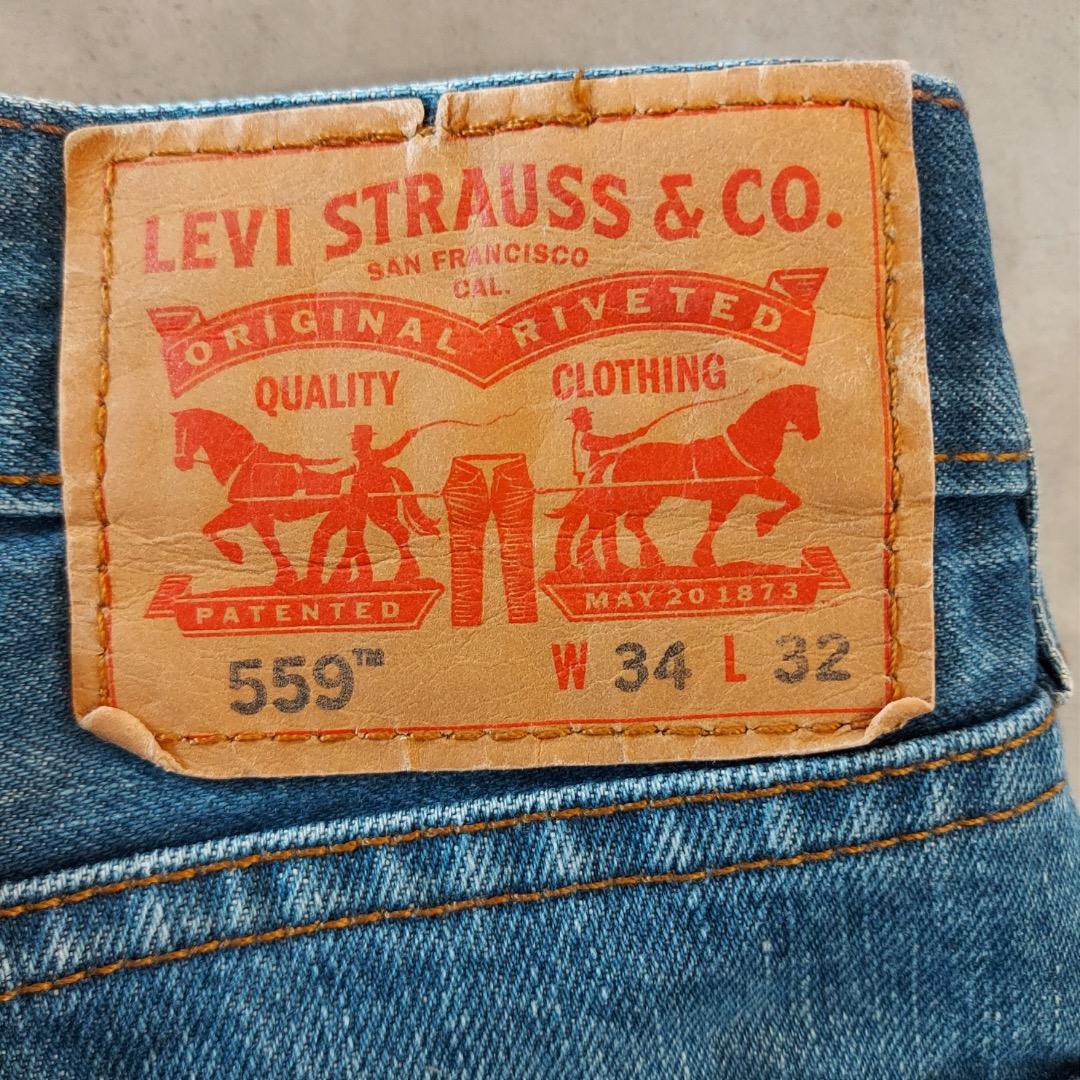 LEVI STRAUSS & CO.
SAN FRANCISCO
CAL.
ORIGINAL RIVETED
QUALITY CLOTHING
PATENTED MAY 20 1873
559™ W 34 L 32